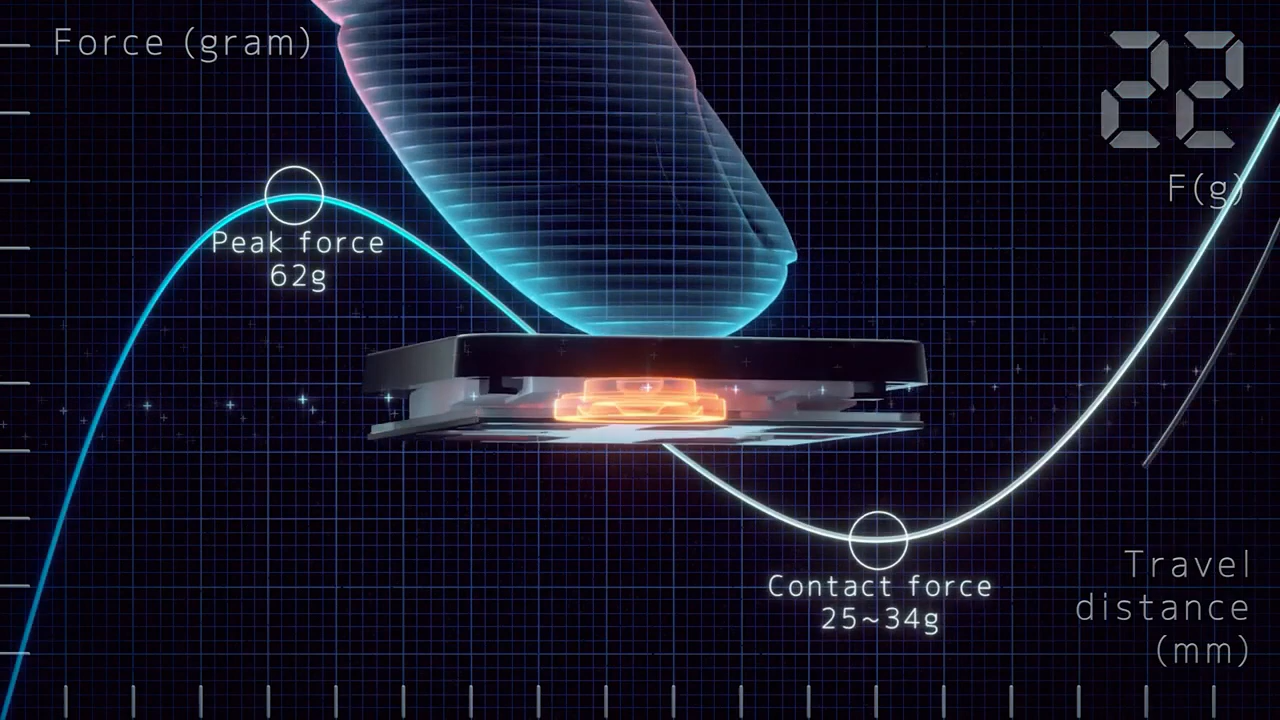 Force (gram)
22
F(g)
Peak force
62g
Contact force
25~34g
Travel
distance
(mm)